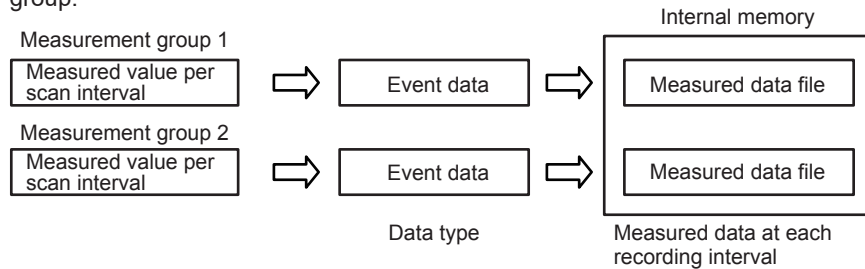 group.
Internal memory
Measurement group 1
Measured value per
scan interval
Event data
Measured data file
Measurement group 2
Measured value per
scan interval
Event data
Measured data file
Data type
Measured data at each
recording interval